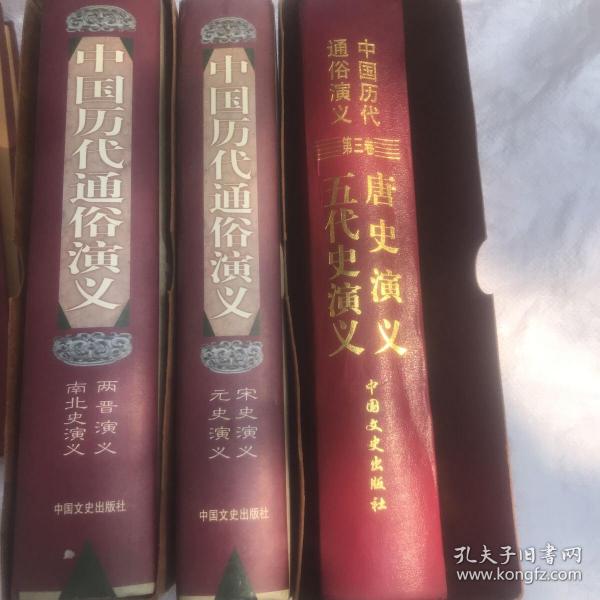 中国历代通俗演义
两晋演义
南北史演义
中国文史出版社
中国历代通俗演义
宋史演义
元史演义
中国文史出版社
中国历代
通俗演义
第三卷
唐史演义
五代史演义
中国文史出版社
孔夫子旧书网
www.kongfz.com